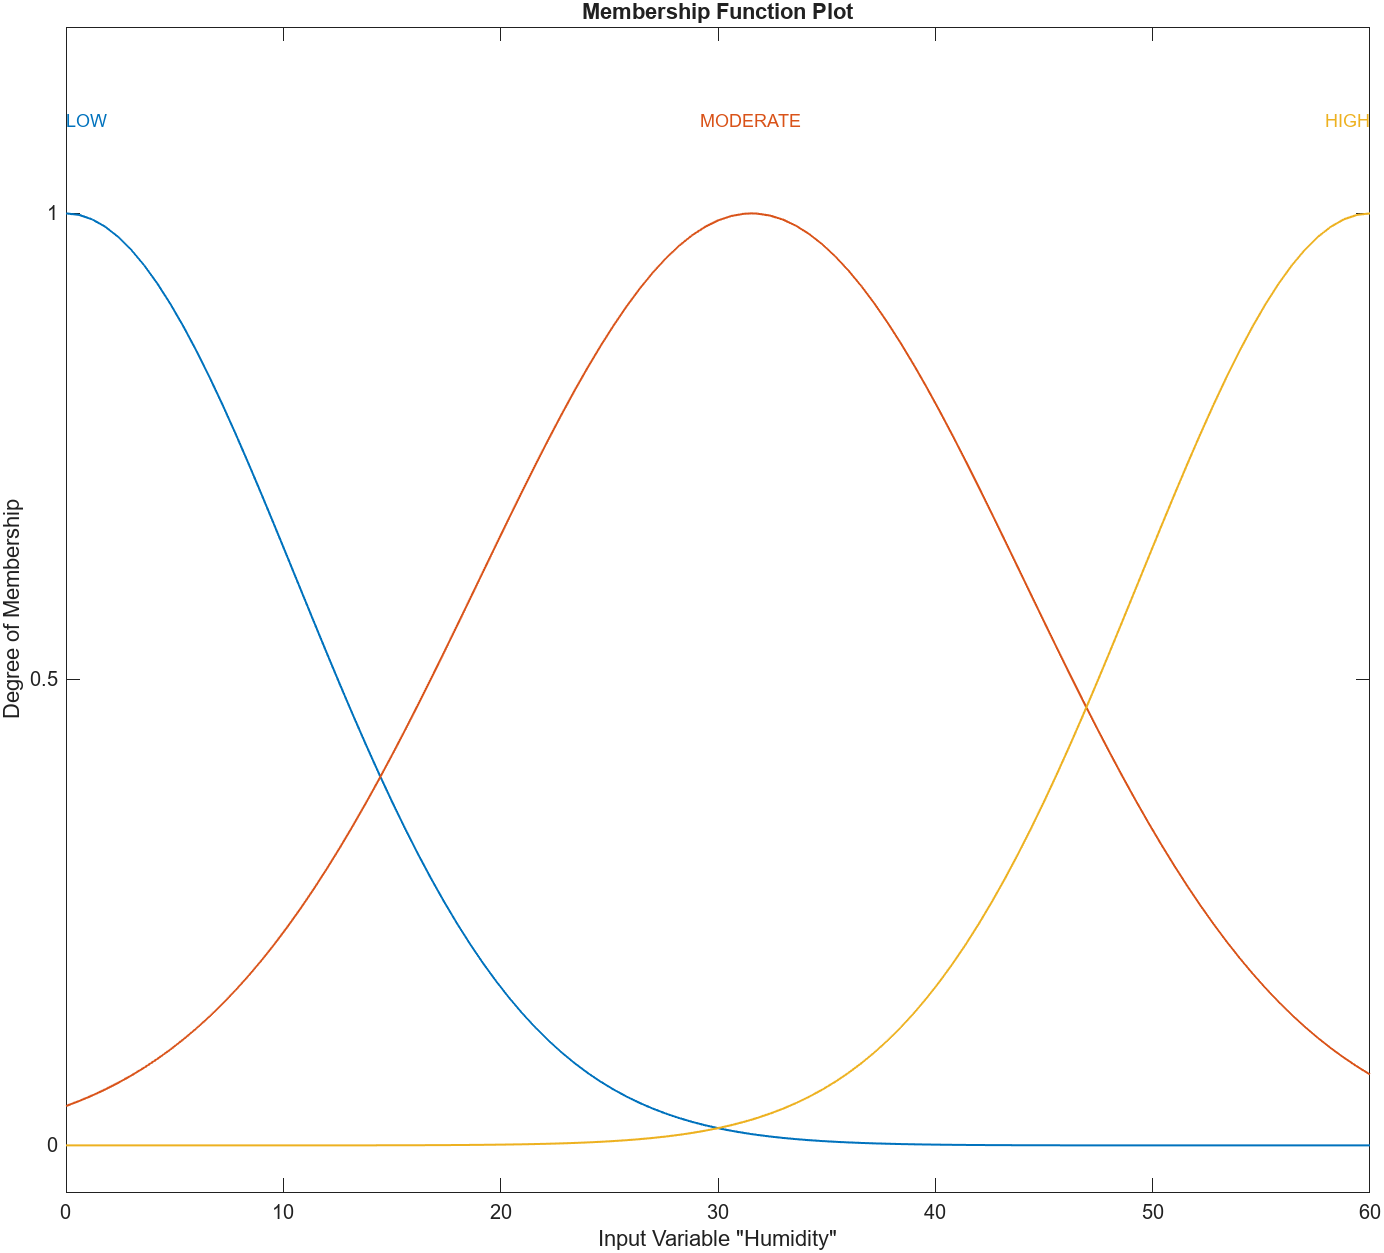 Membership Function Plot
LOW MODERATE HIGH
1
0.5
0
Degree of Membership
0 10 20 30 40 50 60
Input Variable "Humidity"